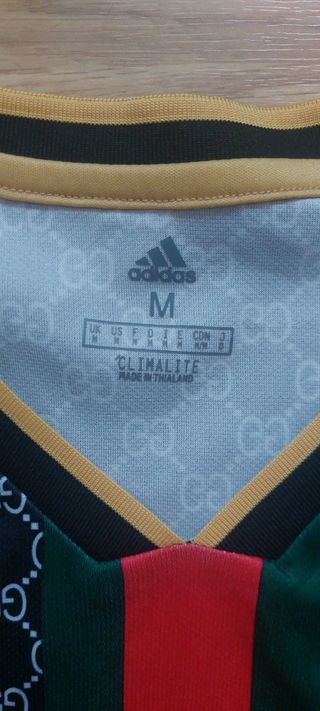 adidas
M
UK US F D I E CDN J
M M M M M M M/M O
CLIMALITE
MADE IN THAILAND